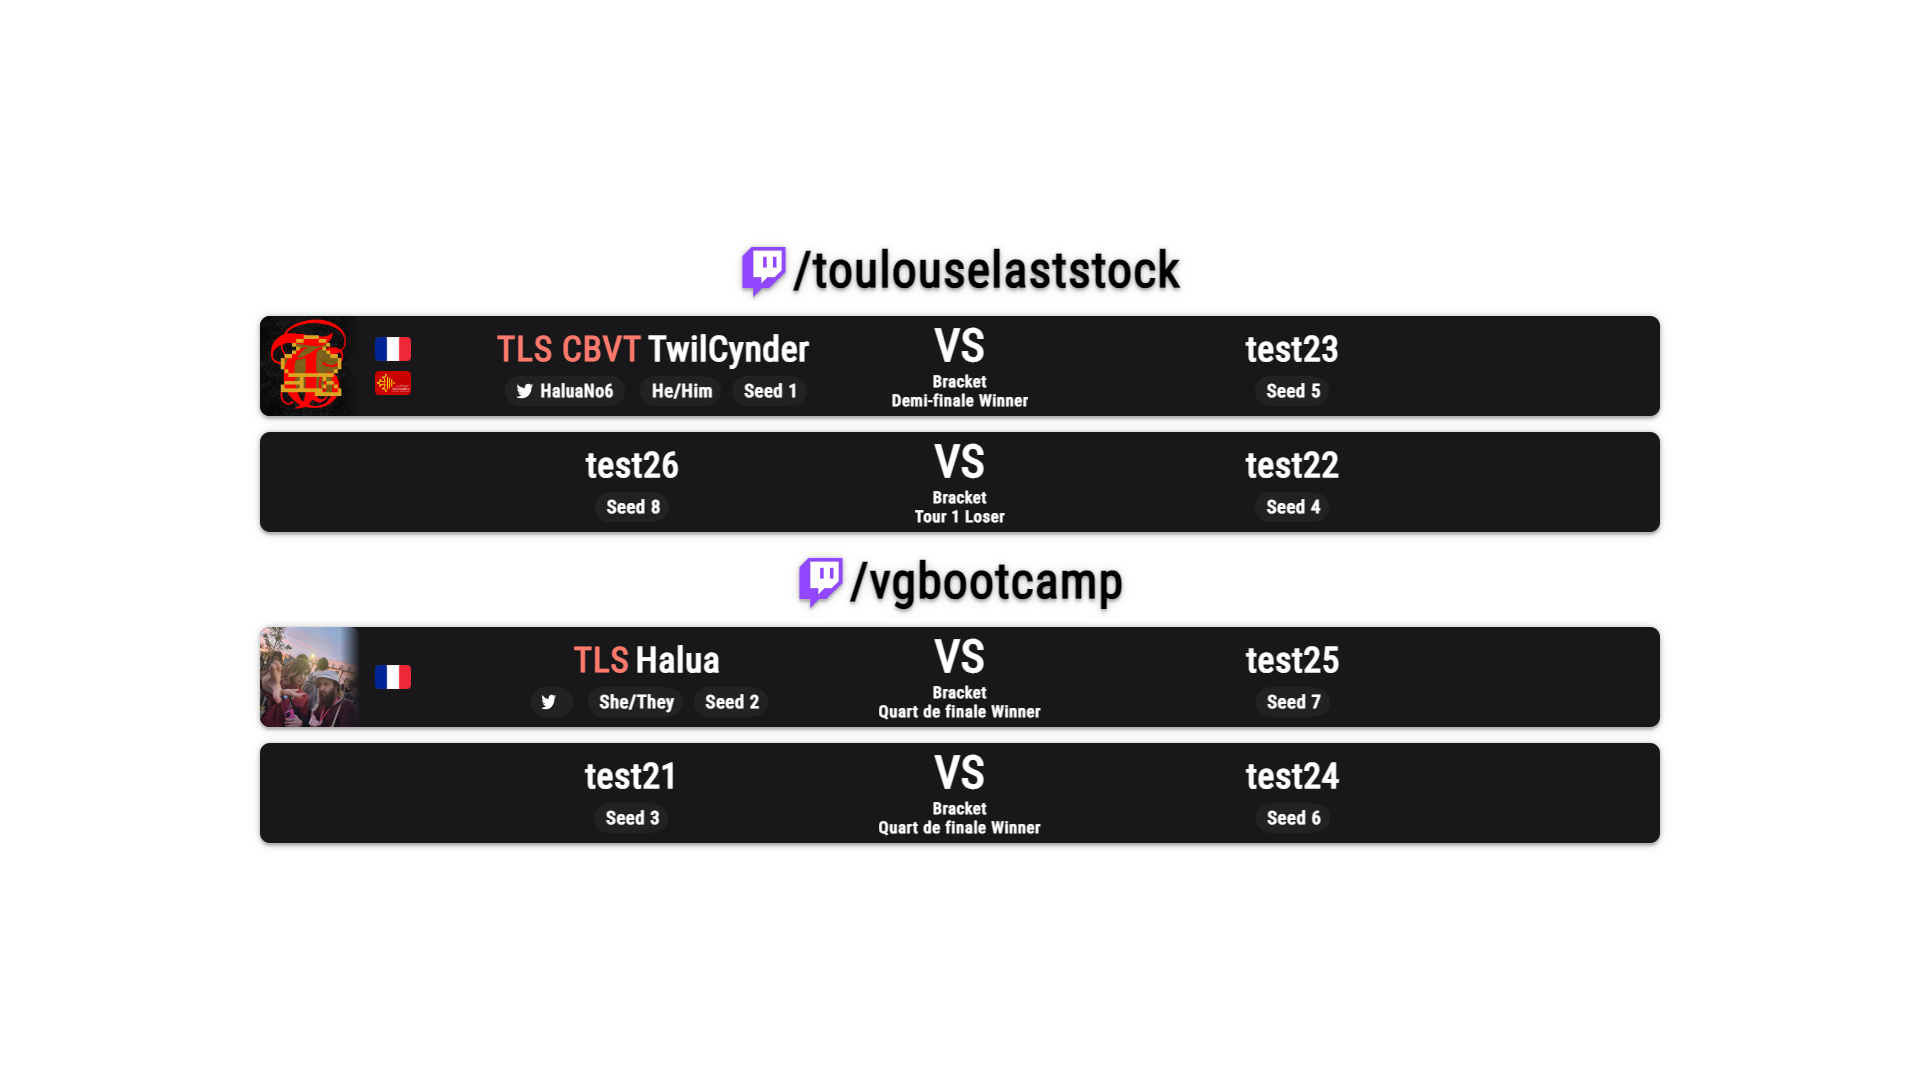 /toulouselaststock
TLS CBVT TwilCynder VS test23
HaluaNo6 He/Him Seed 1 Bracket Seed 5
Demi-finale Winner
test26 VS test22
Seed 8 Bracket Seed 4
Tour 1 Loser
/vgbootcamp
TLS Halua VS test25
She/They Seed 2 Bracket Seed 7
Quart de finale Winner
test21 VS test24
Seed 3 Bracket Seed 6
Quart de finale Winner